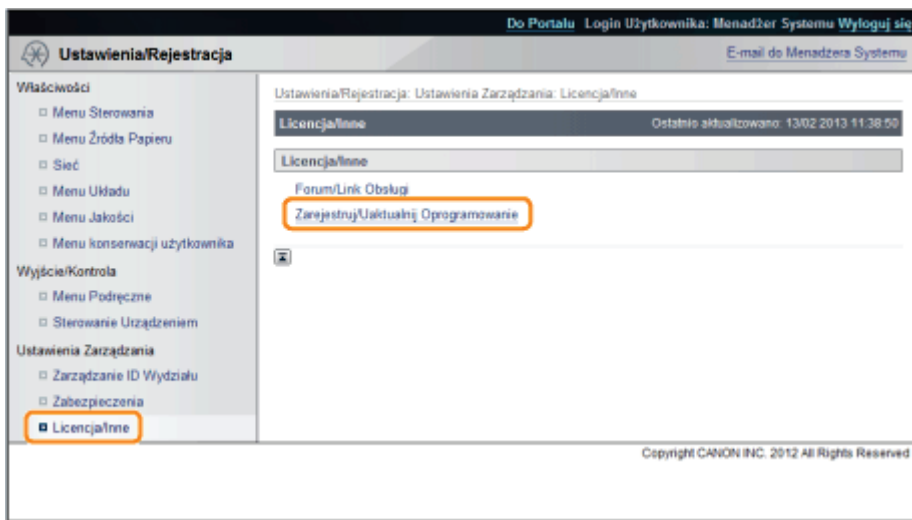 Do Portalu Login Użytkownika: Menadżer Systemu Wyloguj się
Ustawienia/Rejestracja
E-mail do Menadżera Systemu
Właściwości
Menu Sterowania
Menu Źródła Papieru
Sieć
Menu Układu
Menu Jakości
Menu konserwacji użytkownika
Wyjście/Kontrola
Menu Podręczne
Sterowanie Urządzeniem
Ustawienia Zarządzania
Zarządzanie ID Wydziału
Zabezpieczenia
Licencja/Inne
Ustawienia/Rejestracja: Ustawienia Zarządzania: Licencja/Inne
Licencja/Inne Ostatnio aktualizowano: 13/02 2013 11:38:50
Licencja/Inne
Forum/Link Obsługi
Zarejestruj/Uaktualnij Oprogramowanie
Copyright CANON INC. 2012 All Rights Reserved